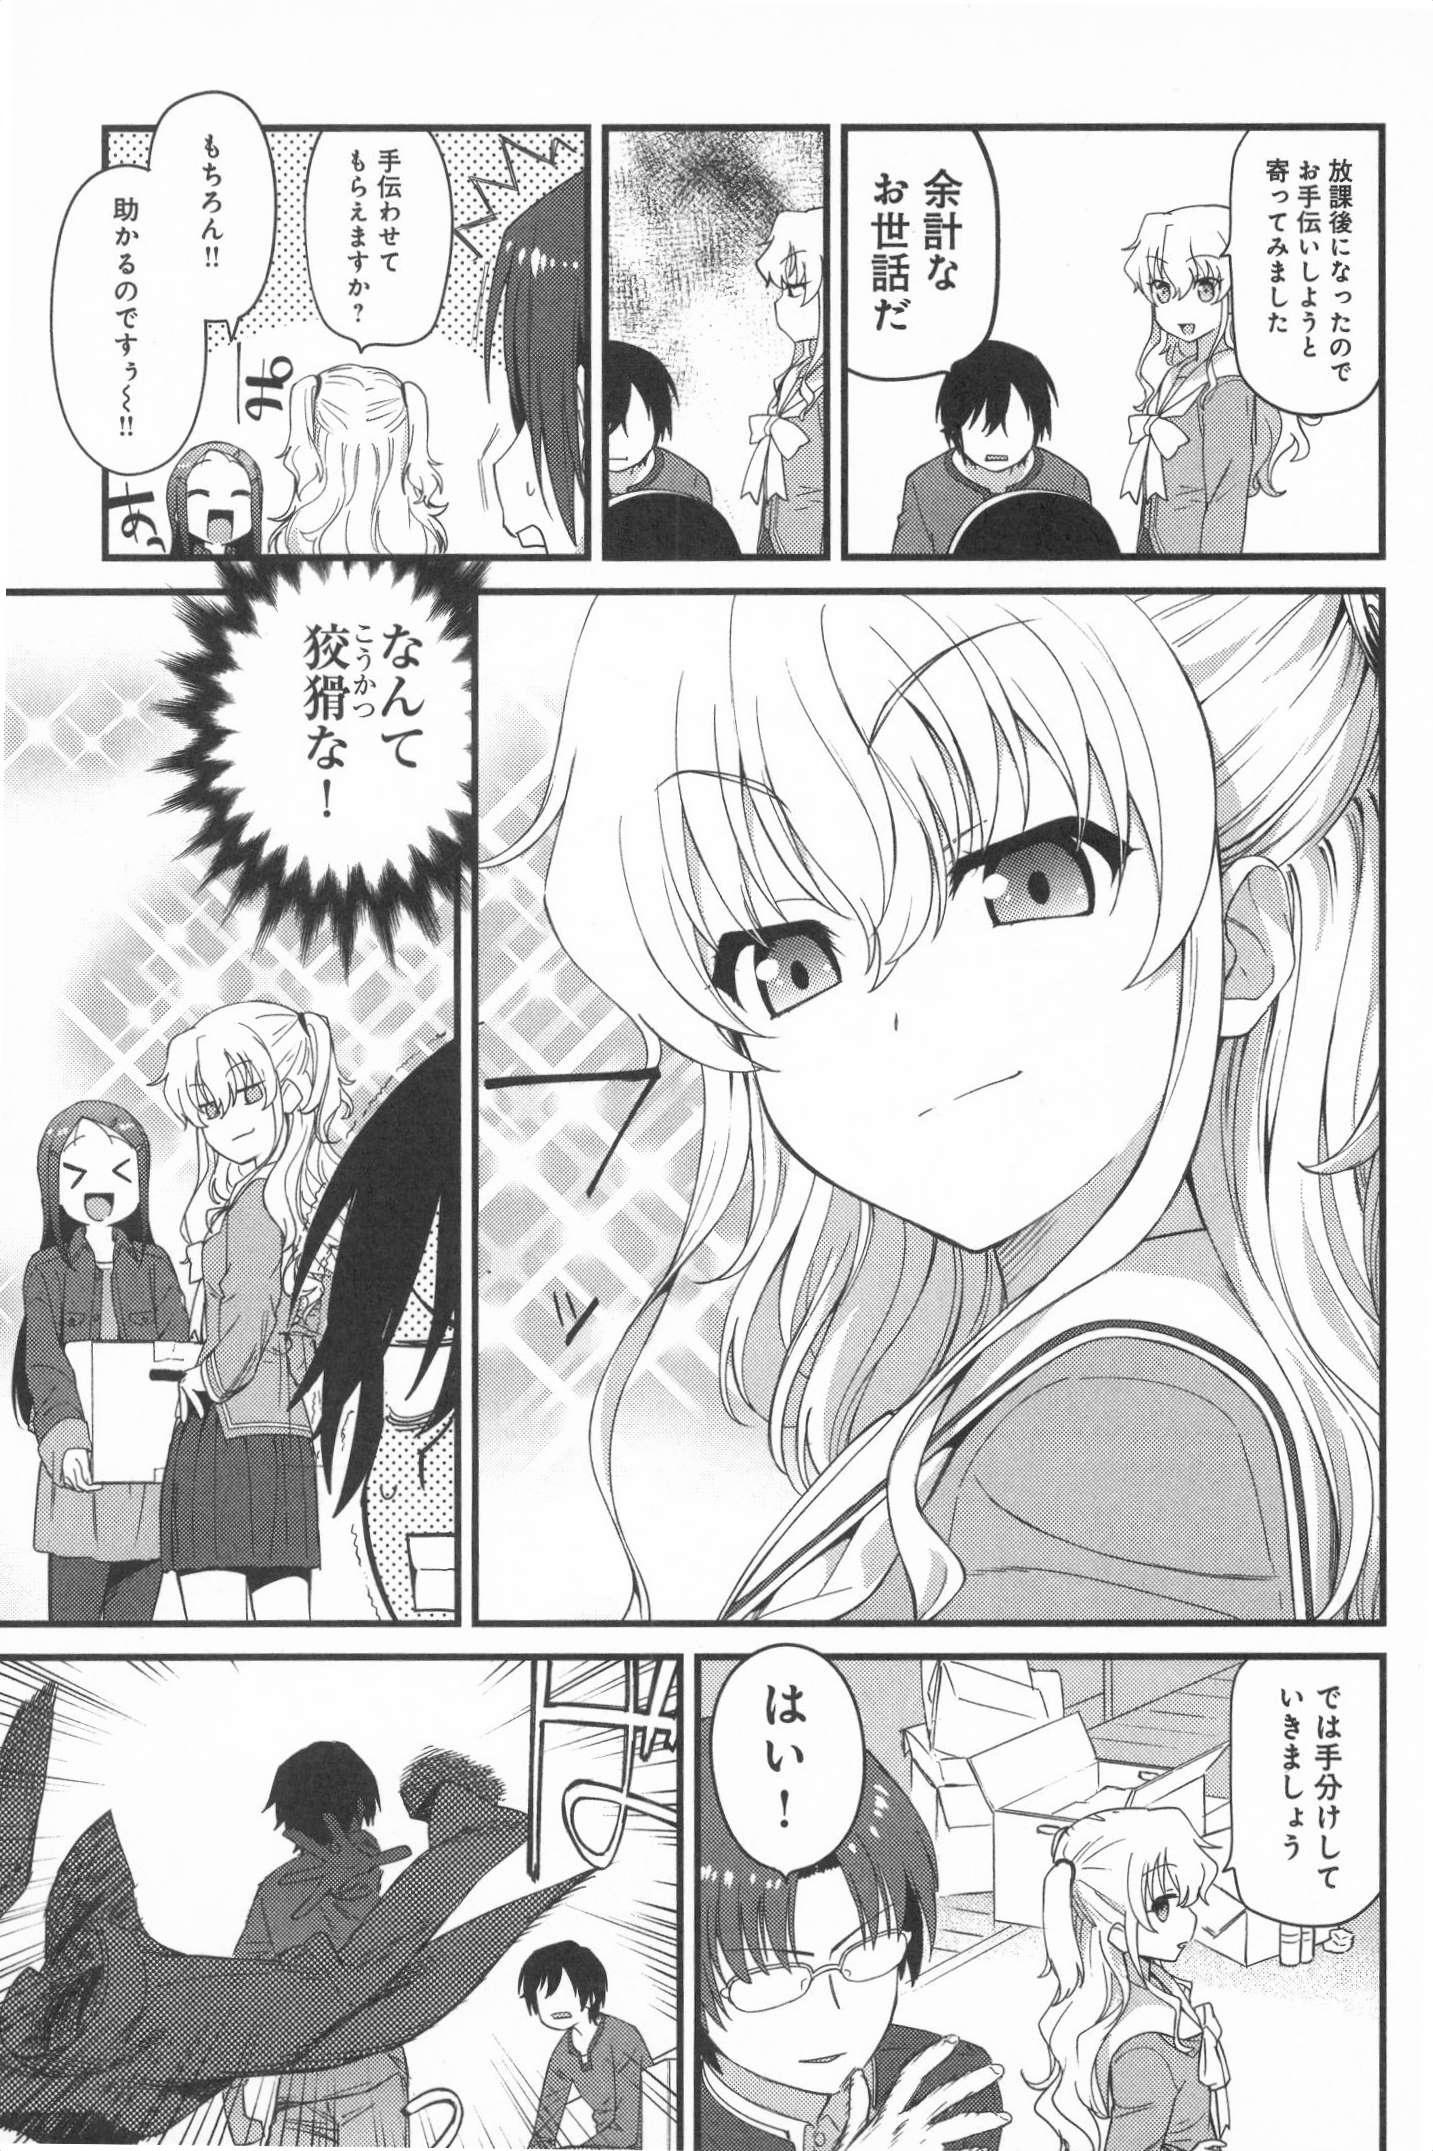 放課後になったので
お手伝いしようと
寄ってみました
余計な
お世話だ
手伝わせて
もらえますか?
もちろん!!
助かるのですぅ〜!!
なんて
狡猾な!
こうかつ
では手分けして
いきましょう
はい!